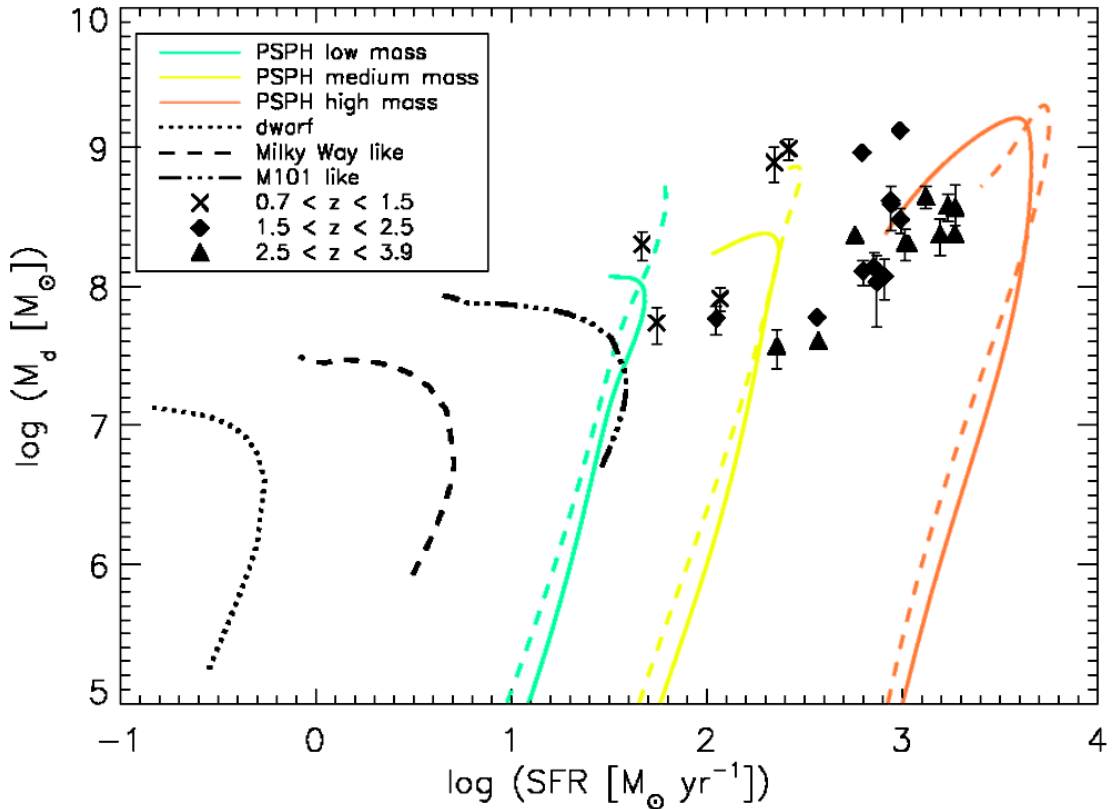 10
9
8
7
6
5
log (M_d [M_⊙])
PSPH low mass
PSPH medium mass
PSPH high mass
dwarf
Milky Way like
M101 like
0.7 < z < 1.5
1.5 < z < 2.5
2.5 < z < 3.9
-1 0 1 2 3 4
log (SFR [M_⊙ yr⁻¹])